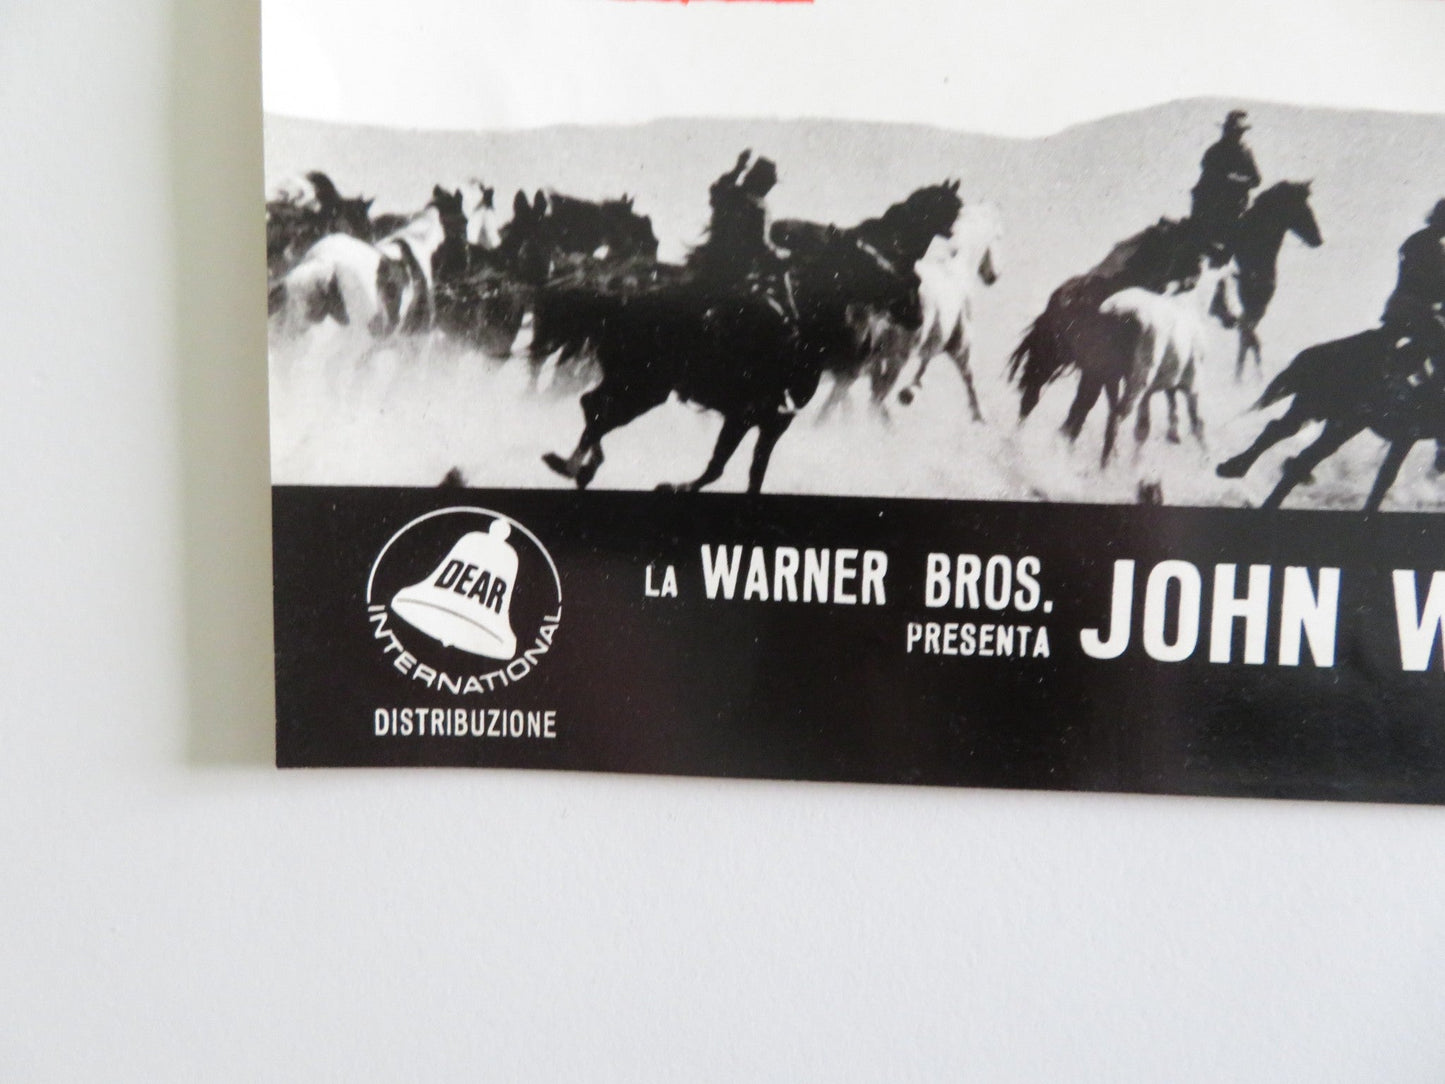 DEAR
INTERNATIONAL
DISTRIBUZIONE
LA WARNER BROS.
PRESENTA
JOHN W